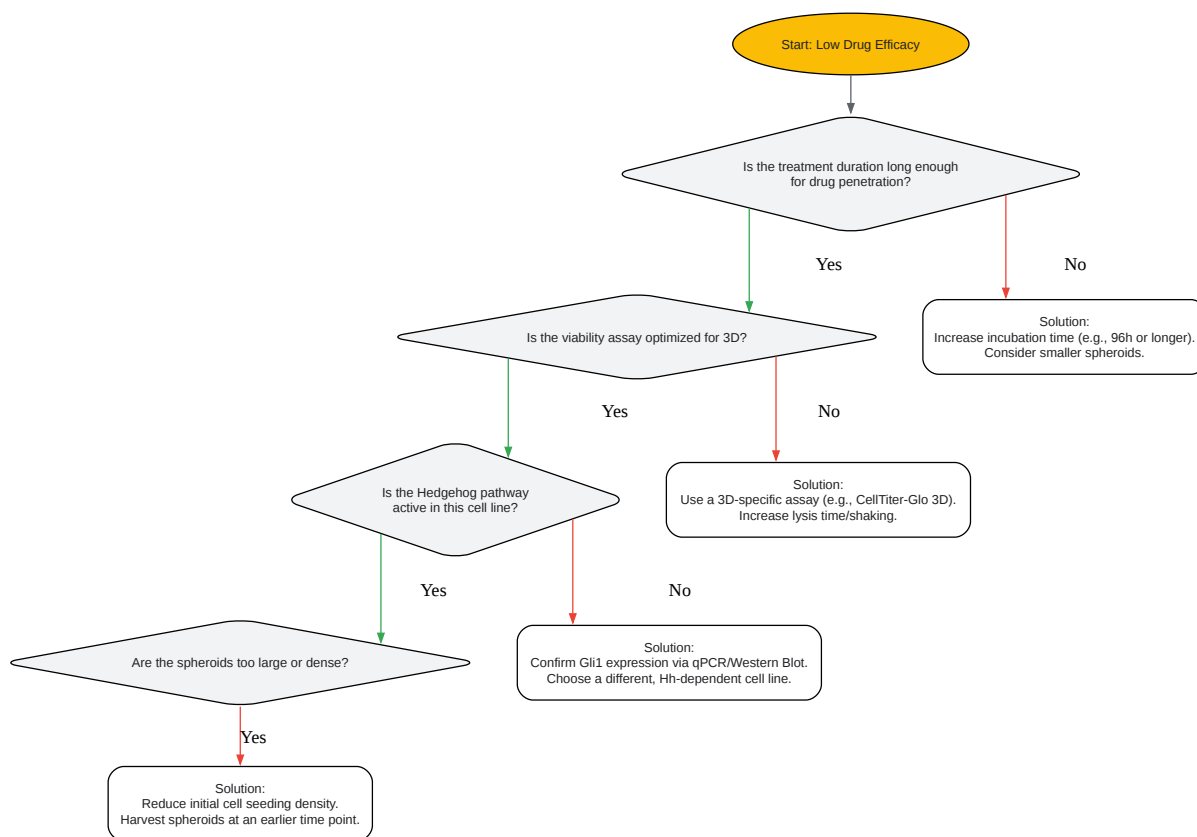 Start: Low Drug Efficacy
Is the treatment duration long enough
for drug penetration?
Yes
No
Is the viability assay optimized for 3D?
Solution:
Increase incubation time (e.g., 96h or longer).
Consider smaller spheroids.
Yes
No
Is the Hedgehog pathway
active in this cell line?
Solution:
Use a 3D-specific assay (e.g., CellTiter-Glo 3D).
Increase lysis time/shaking.
Yes
No
Are the spheroids too large or dense?
Solution:
Confirm Gli1 expression via qPCR/Western Blot.
Choose a different, Hh-dependent cell line.
Yes
Solution:
Reduce initial cell seeding density.
Harvest spheroids at an earlier time point.